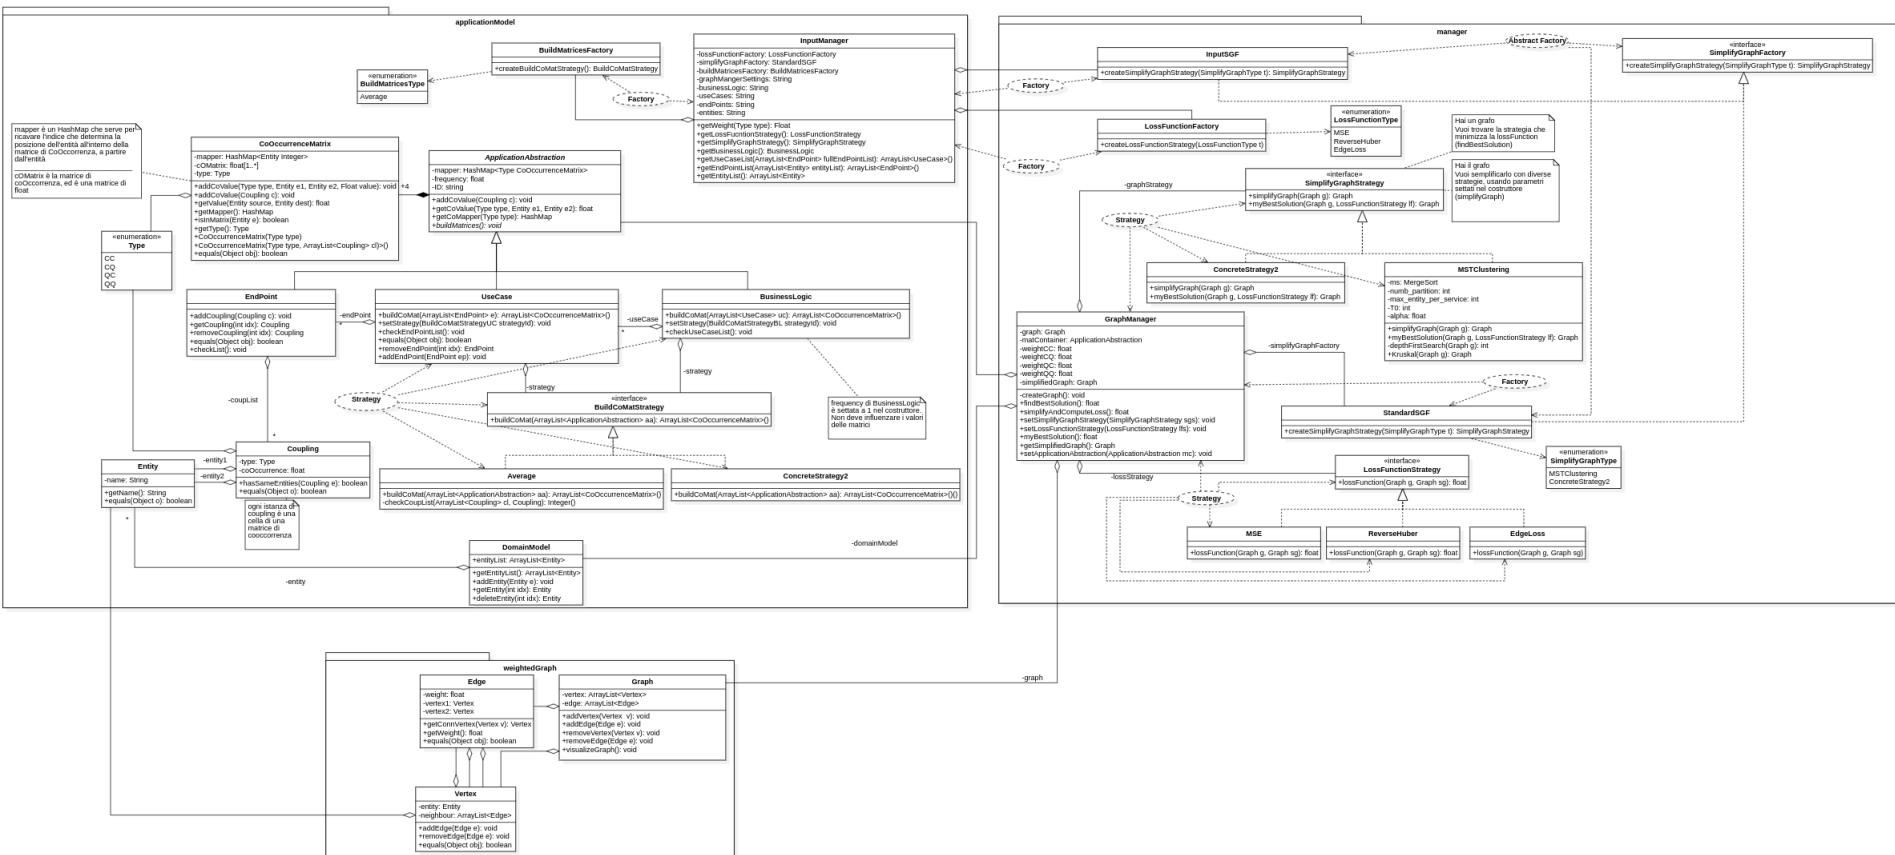 applicationModel
BuildMatricesFactory
+createBuildCoMatStrategy(): BuildCoMatStrategy
«enumeration»
BuildMatricesType
Average
Factory
InputManager
-lossFunctionFactory: LossFunctionFactory
-simplifyGraphFactory: StandardSGF
-buildMatricesFactory: BuildMatricesFactory
-graphMangerSettings: String
-businessLogic: String
-useCases: String
-endPoints: String
-entities: String
+getWeight(Type type): Float
+getLossFucntionStrategy(): LossFunctionStrategy
+getSimplifyGraphStrategy(): SimplifyGraphStrategy
+getBusinessLogic(): BusinessLogic
+getUseCaseList(ArrayList<EndPoint> fullEndPointList): ArrayList<UseCase>()
+getEndPointList(ArrayList<Entity> entityList): ArrayList<EndPoint>()
+getEntityList(): ArrayList<Entity>
mapper è un HashMap che serve per
ricavare l'indice che determina la
posizione dell'entità all'interno della
matrice di CoOccorrenza, a partire
dall'entità
cOMatrix è la matrice di
coOccorrenza, ed è una matrice di
float
CoOccurrenceMatrix
-mapper: HashMap<Entity Integer>
-cOMatrix: float[1..*]
-type: Type
+addCoValue(Type type, Entity e1, Entity e2, Float value): void
+addCoValue(Coupling c): void
+getValue(Entity source, Entity dest): float
+getMapper(): HashMap
+isInMatrix(Entity e): boolean
+getType(): Type
+CoOccurrenceMatrix(Type type)
+CoOccurrenceMatrix(Type type, ArrayList<Coupling> cl)>()
+equals(Object obj): boolean
+4
ApplicationAbstraction
-mapper: HashMap<Type CoOccurrenceMatrix>
-frequency: float
-ID: string
+addCoValue(Coupling c): void
+getCoValue(Type type, Entity e1, Entity e2): float
+getCoMapper(Type type): HashMap
+buildMatrices(): void
«enumeration»
Type
CC
CQ
QC
QQ
EndPoint
+addCoupling(Coupling c): void
+getCoupling(int idx): Coupling
+removeCoupling(int idx): Coupling
+equals(Object obj): boolean
+checkList(): void
-endPoint
*
UseCase
+buildCoMat(ArrayList<EndPoint> e): ArrayList<CoOccurrenceMatrix>()
+setStrategy(BuildCoMatStrategyUC strategyId): void
+checkEndPointList(): void
+equals(Object obj): boolean
+removeEndPoint(int idx): EndPoint
+addEndPoint(EndPoint ep): void
-useCase
*
BusinessLogic
+buildCoMat(ArrayList<UseCase> uc): ArrayList<CoOccurrenceMatrix>()
+setStrategy(BuildCoMatStrategyBL strategyId): void
+checkUseCaseList(): void
-strategy
-strategy
Strategy
«interface»
BuildCoMatStrategy
+buildCoMat(ArrayList<ApplicationAbstraction> aa): ArrayList<CoOccurrenceMatrix>()
frequency di BusinessLogic
è settata a 1 nel costruttore.
Non deve influenzare i valori
delle matrici
-coupList
*
Coupling
-type: Type
-coOccurrence: float
+hasSameEntities(Coupling e): boolean
+equals(Object o): boolean
-entity1
-entity2
Entity
-name: String
+getName(): String
+equals(Object o): boolean
*
ogni istanza di
coupling è una
cella di una
matrice di
cooccorrenza
Average
+buildCoMat(ArrayList<ApplicationAbstraction> aa): ArrayList<CoOccurrenceMatrix>()
-checkCoupList(ArrayList<Coupling> cl, Coupling): Integer()
ConcreteStrategy2
+buildCoMat(ArrayList<ApplicationAbstraction> aa): ArrayList<CoOccurrenceMatrix>()()
DomainModel
+entityList: ArrayList<Entity>
+getEntityList(): ArrayList<Entity>
+addEntity(Entity e): void
+getEntity(int idx): Entity
+deleteEntity(int idx): Entity
-domainModel
-entity
manager
InputSGF
+createSimplifyGraphStrategy(SimplifyGraphType t): SimplifyGraphStrategy
Abstract Factory
«interface»
SimplifyGraphFactory
+createSimplifyGraphStrategy(SimplifyGraphType t): SimplifyGraphStrategy
Factory
LossFunctionFactory
+createLossFunctionStrategy(LossFunctionType t)
Factory
«enumeration»
LossFunctionType
MSE
ReverseHuber
EdgeLoss
Hai un grafo
Vuoi trovare la strategia che
minimizza la lossFunction
(findBestSolution)
Hai il grafo
Vuoi semplificarlo con diverse
strategie, usando parametri
settati nel costruttore
(simplifyGraph)
«interface»
SimplifyGraphStrategy
+simplifyGraph(Graph g): Graph
+myBestSolution(Graph g, LossFunctionStrategy lf): Graph
-graphStrategy
Strategy
ConcreteStrategy2
+simplifyGraph(Graph g): Graph
+myBestSolution(Graph g, LossFunctionStrategy lf): Graph
MSTClustering
-ms: MergeSort
-numb_partition: int
-max_entity_per_service: int
-T0: int
-alpha: float
+simplifyGraph(Graph g): Graph
+myBestSolution(Graph g, LossFunctionStrategy lf): Graph
-depthFirstSearch(Graph g): int
+Kruskal(Graph g): Graph
GraphManager
-graph: Graph
-matContainer: ApplicationAbstraction
-weightCC: float
-weightCQ: float
-weightQC: float
-weightQQ: float
-simplifiedGraph: Graph
-createGraph(): void
+findBestSolution(): float
+simplifyAndComputeLoss(): float
+setSimplifyGraphStrategy(SimplifyGraphStrategy sgs): void
+setLossFunctionStrategy(LossFunctionStrategy lfs): void
+myBestSolution(): float
+getSimplifiedGraph(): Graph
+setApplicationAbstraction(ApplicationAbstraction mc): void
-simplifyGraphFactory
Factory
StandardSGF
+createSimplifyGraphStrategy(SimplifyGraphType t): SimplifyGraphStrategy
«enumeration»
SimplifyGraphType
MSTClustering
ConcreteStrategy2
«interface»
LossFunctionStrategy
+lossFunction(Graph g, Graph sg): float
-lossStrategy
Strategy
MSE
+lossFunction(Graph g, Graph sg): float
ReverseHuber
+lossFunction(Graph g, Graph sg): float
EdgeLoss
+lossFunction(Graph g, Graph sg)
-graph
weightedGraph
Edge
-weight: float
-vertex1: Vertex
-vertex2: Vertex
+getConnVertex(Vertex v): Vertex
+getWeight(): float
+equals(Object obj): boolean
Graph
-vertex: ArrayList<Vertex>
-edge: ArrayList<Edge>
+addVertex(Vertex v): void
+addEdge(Edge e): void
+removeVertex(Vertex v): void
+removeEdge(Edge e): void
+visualizeGraph(): void
Vertex
-entity: Entity
-neighbour: ArrayList<Edge>
+addEdge(Edge e): void
+removeEdge(Edge e): void
+equals(Object obj): boolean